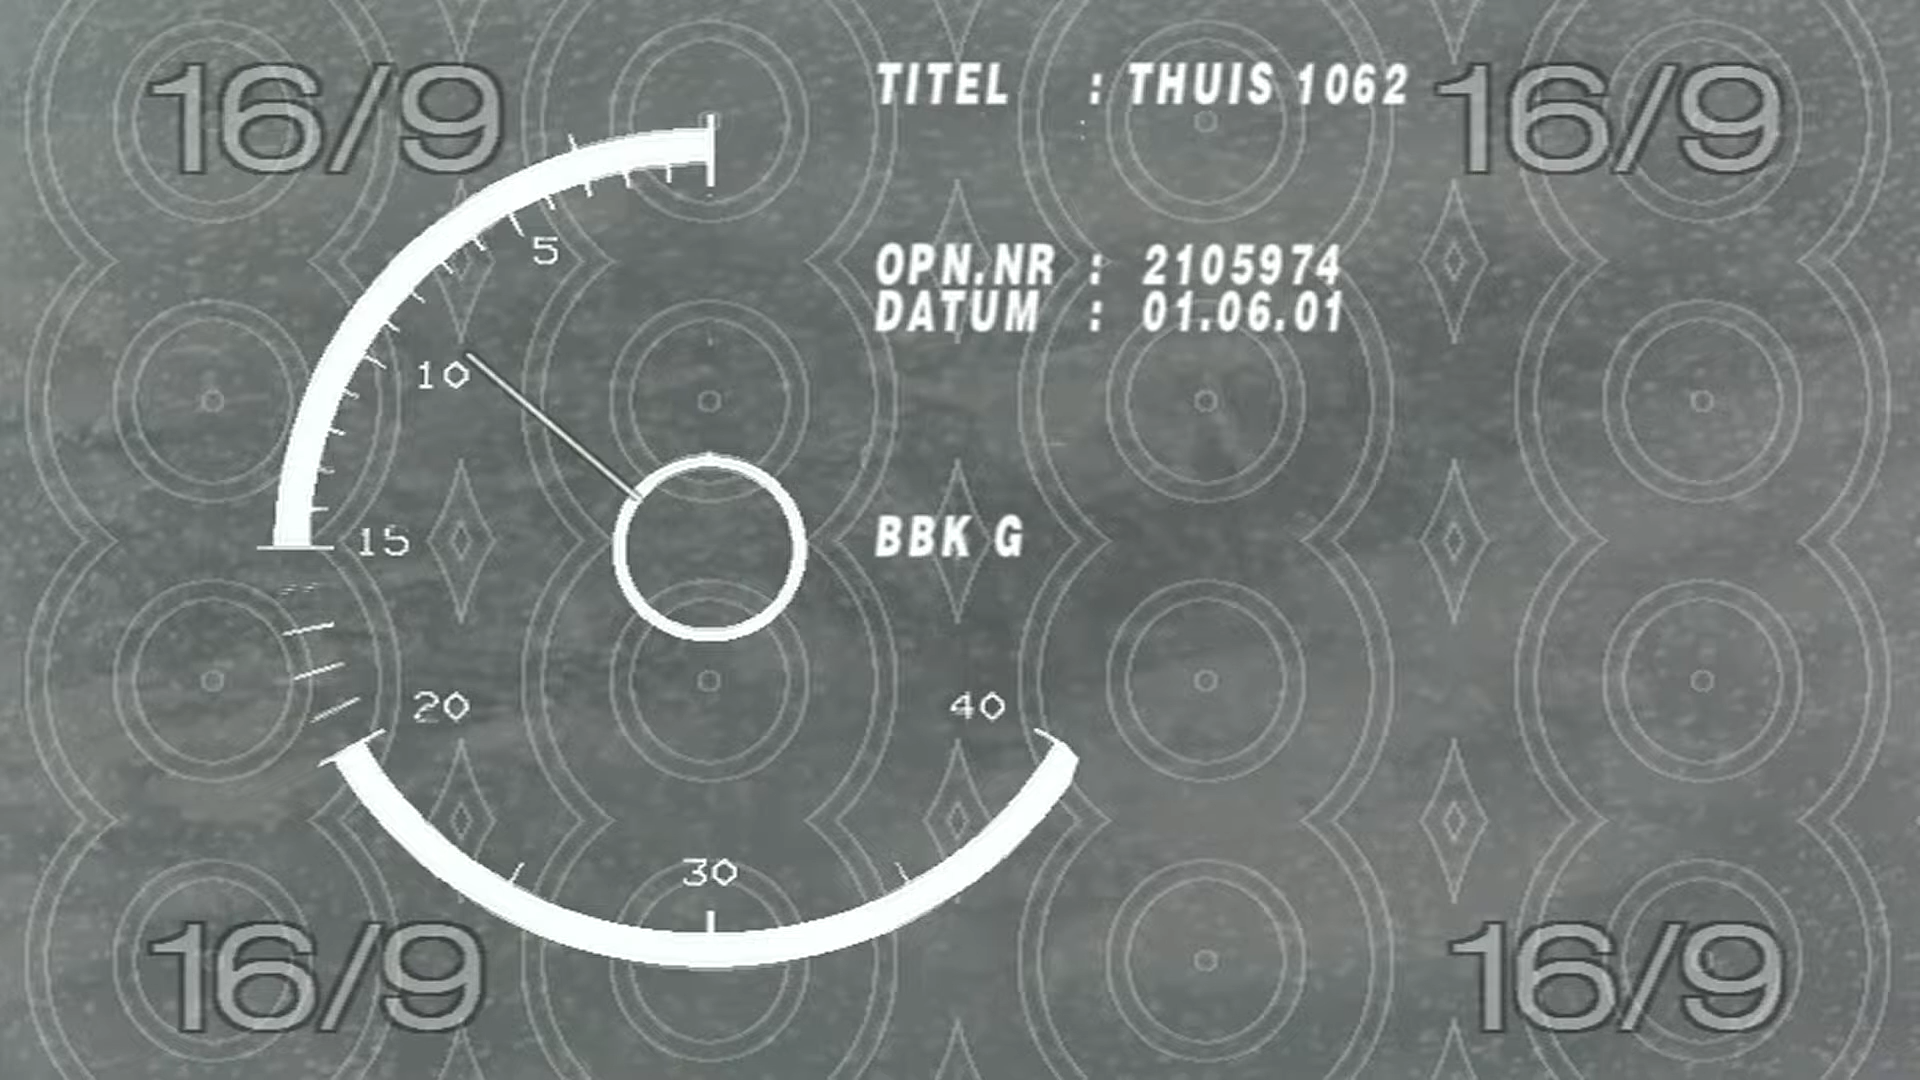 16/9
TITEL : THUIS 1062
16/9
5
OPN.NR : 2105974
DATUM : 01.06.01
10
15
BBK G
20
40
30
16/9
16/9